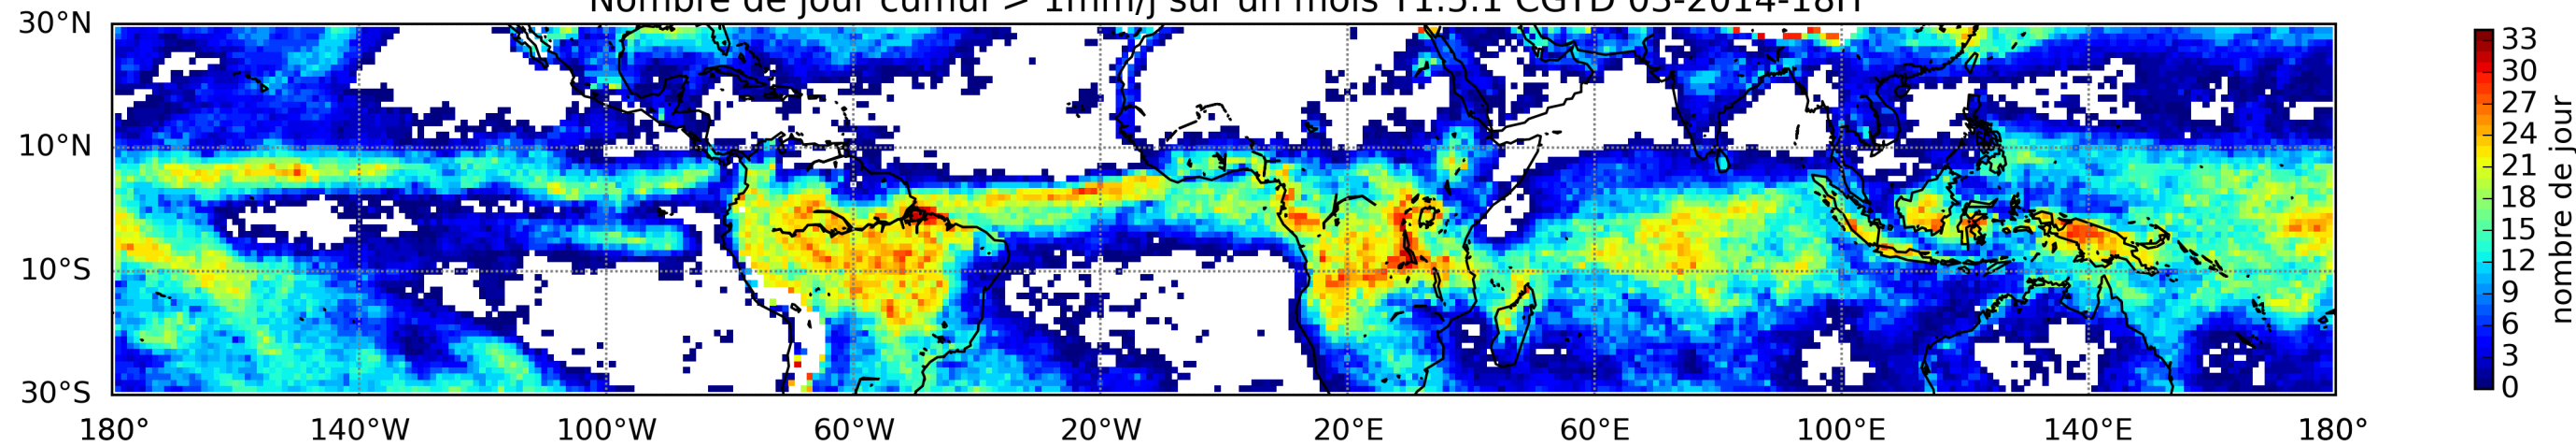 Nombre de jour cumul > 1mm/j sur un mois T1.5.1 CGTD 03-2014-18H
30°N
10°N
10°S
30°S
180°
140°W
100°W
60°W
20°W
20°E
60°E
100°E
140°E
180°
33
30
27
24
21
18
15
12
9
6
3
0
nombre de jour